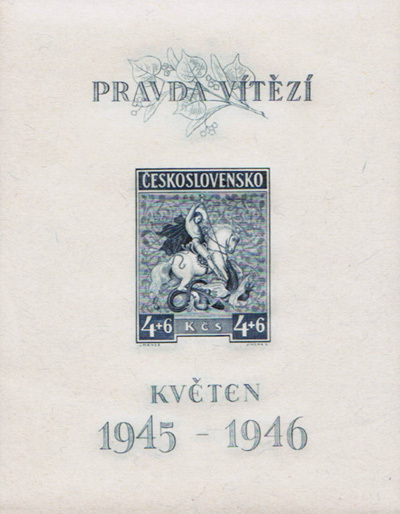 PRAVDA VÍTĚZÍ
ČESKOSLOVENSKO
4+6 Kčs 4+6
KVĚTEN
1945 - 1946